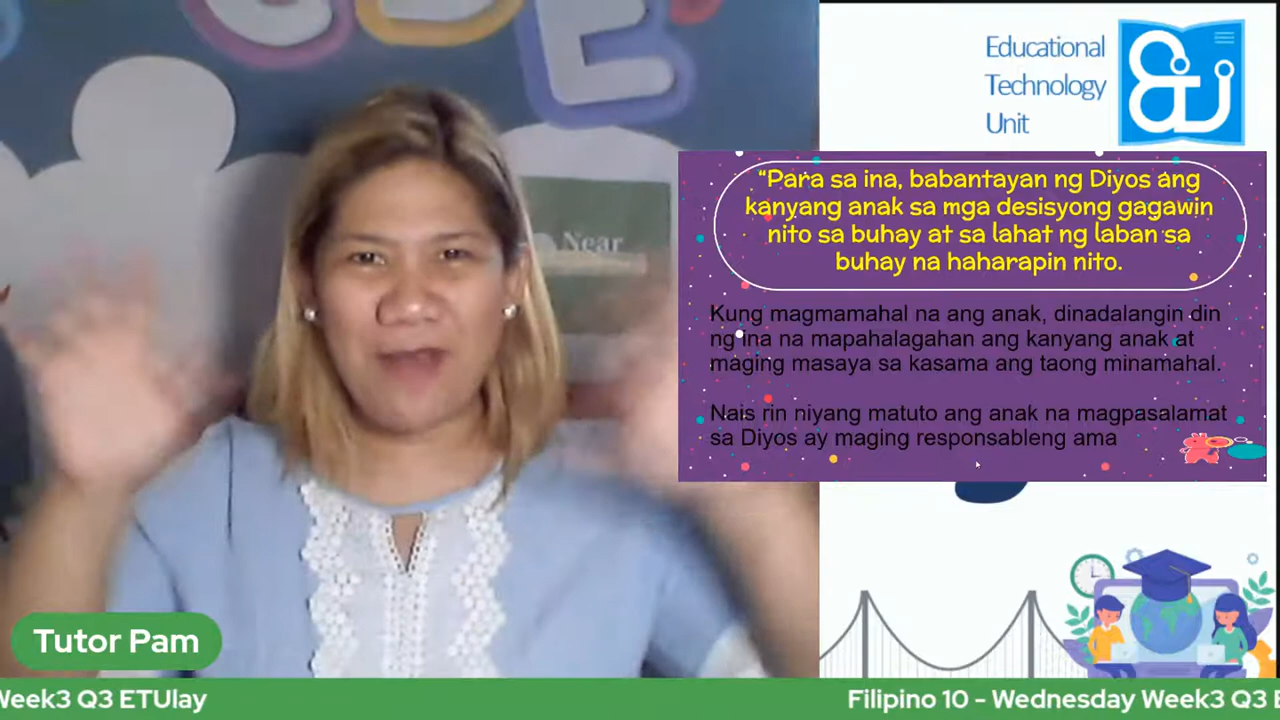 Educational
Technology
Unit
Near
“Para sa ina, babantayan ng Diyos ang
kanyang anak sa mga desisyong gagawin
nito sa buhay at sa lahat ng laban sa
buhay na haharapin nito.
Kung magmamahal na ang anak, dinadalangin din
ng ina na mapahalagahan ang kanyang anak at
maging masaya sa kasama ang taong minamahal.
Nais rin niyang matuto ang anak na magpasalamat
sa Diyos ay maging responsableng ama
Tutor Pam
Week3 Q3 ETUlay
Filipino 10 - Wednesday Week3 Q3 E